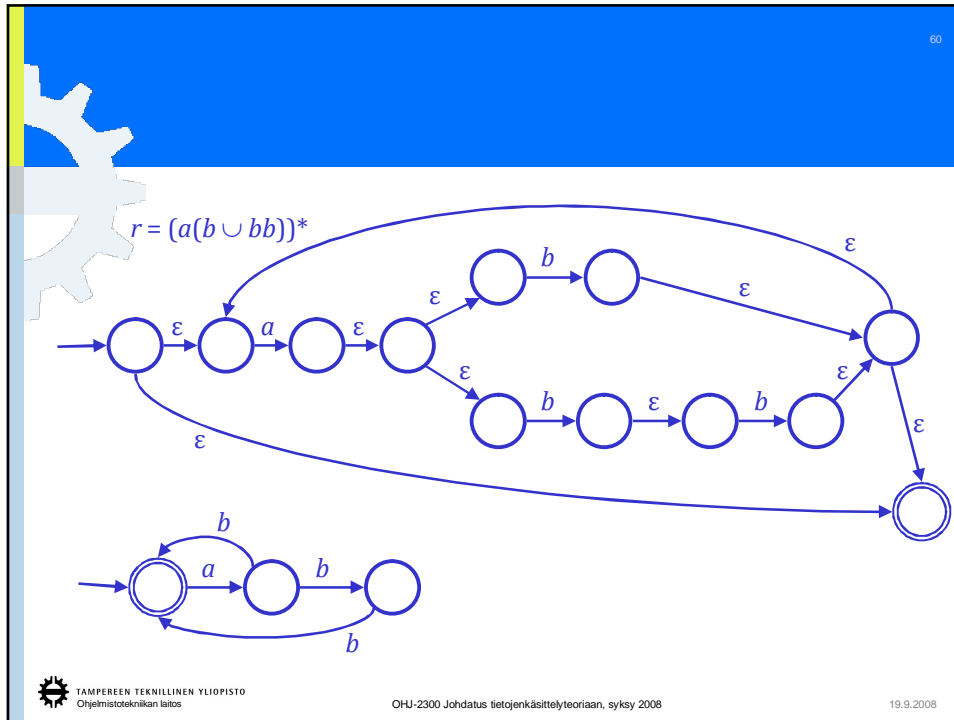 60
r = (a(b ∪ bb))*
ε
b
ε
ε
ε a ε
ε
b ε b
ε
ε
ε
b
a b
b
TAMPEREEN TEKNILLINEN YLIOPISTO
Ohjelmistotekniikan laitos
OHJ-2300 Johdatus tietojenkäsittelyteoriaan, syksy 2008
19.9.2008